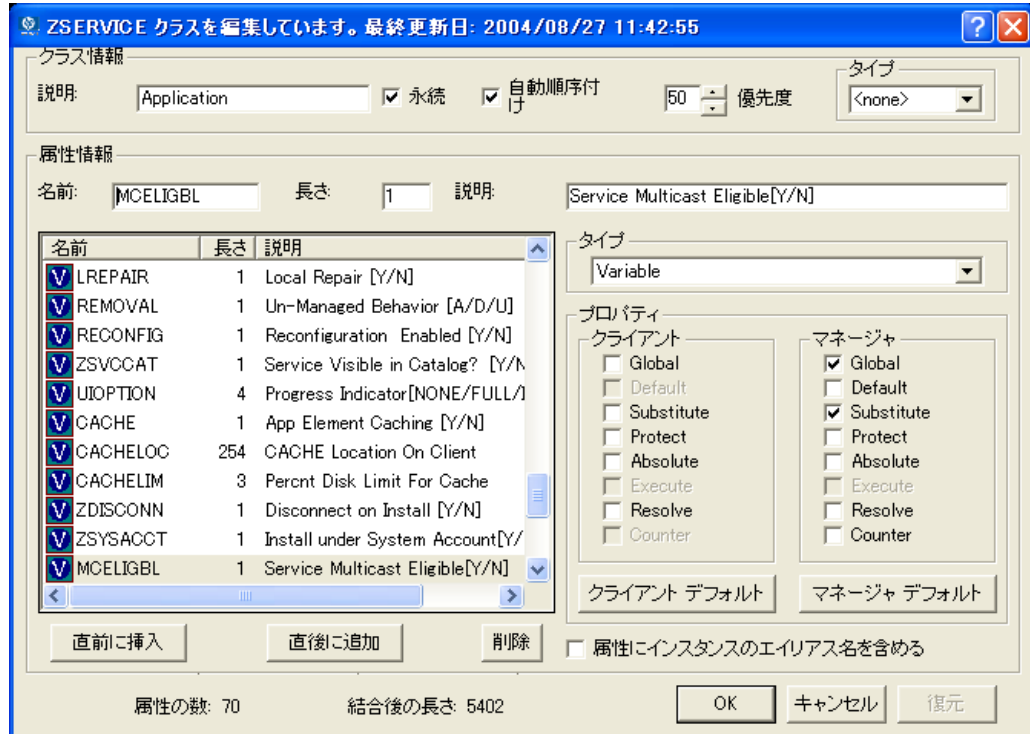 ZSERVICE クラスを編集しています。最終更新日: 2004/08/27 11:42:55
クラス情報
説明: Application 永続 自動順序付け 50 優先度 タイプ <none>
属性情報
名前: MCELIGBL 長さ: 1 説明: Service Multicast Eligible[Y/N]
名前 長さ 説明
V LREPAIR 1 Local Repair [Y/N]
V REMOVAL 1 Un-Managed Behavior [A/D/U]
V RECONFIG 1 Reconfiguration Enabled [Y/N]
V ZSVCCAT 1 Service Visible in Catalog? [Y/N
V UIOPTION 4 Progress Indicator[NONE/FULL/
V CACHE 1 App Element Caching [Y/N]
V CACHELOC 254 CACHE Location On Client
V CACHELIM 3 Percnt Disk Limit For Cache
V ZDISCONN 1 Disconnect on Install [Y/N]
V ZSYSACCT 1 Install under System Account[Y/
V MCELIGBL 1 Service Multicast Eligible[Y/N]
直前に挿入 直後に追加 削除
タイプ
Variable
プロパティ
クライアント
Global
Default
Substitute
Protect
Absolute
Execute
Resolve
Counter
クライアント デフォルト
マネージャ
Global
Default
Substitute
Protect
Absolute
Execute
Resolve
Counter
マネージャ デフォルト
属性にインスタンスのエイリアス名を含める
属性の数: 70 結合後の長さ: 5402
OK キャンセル 復元